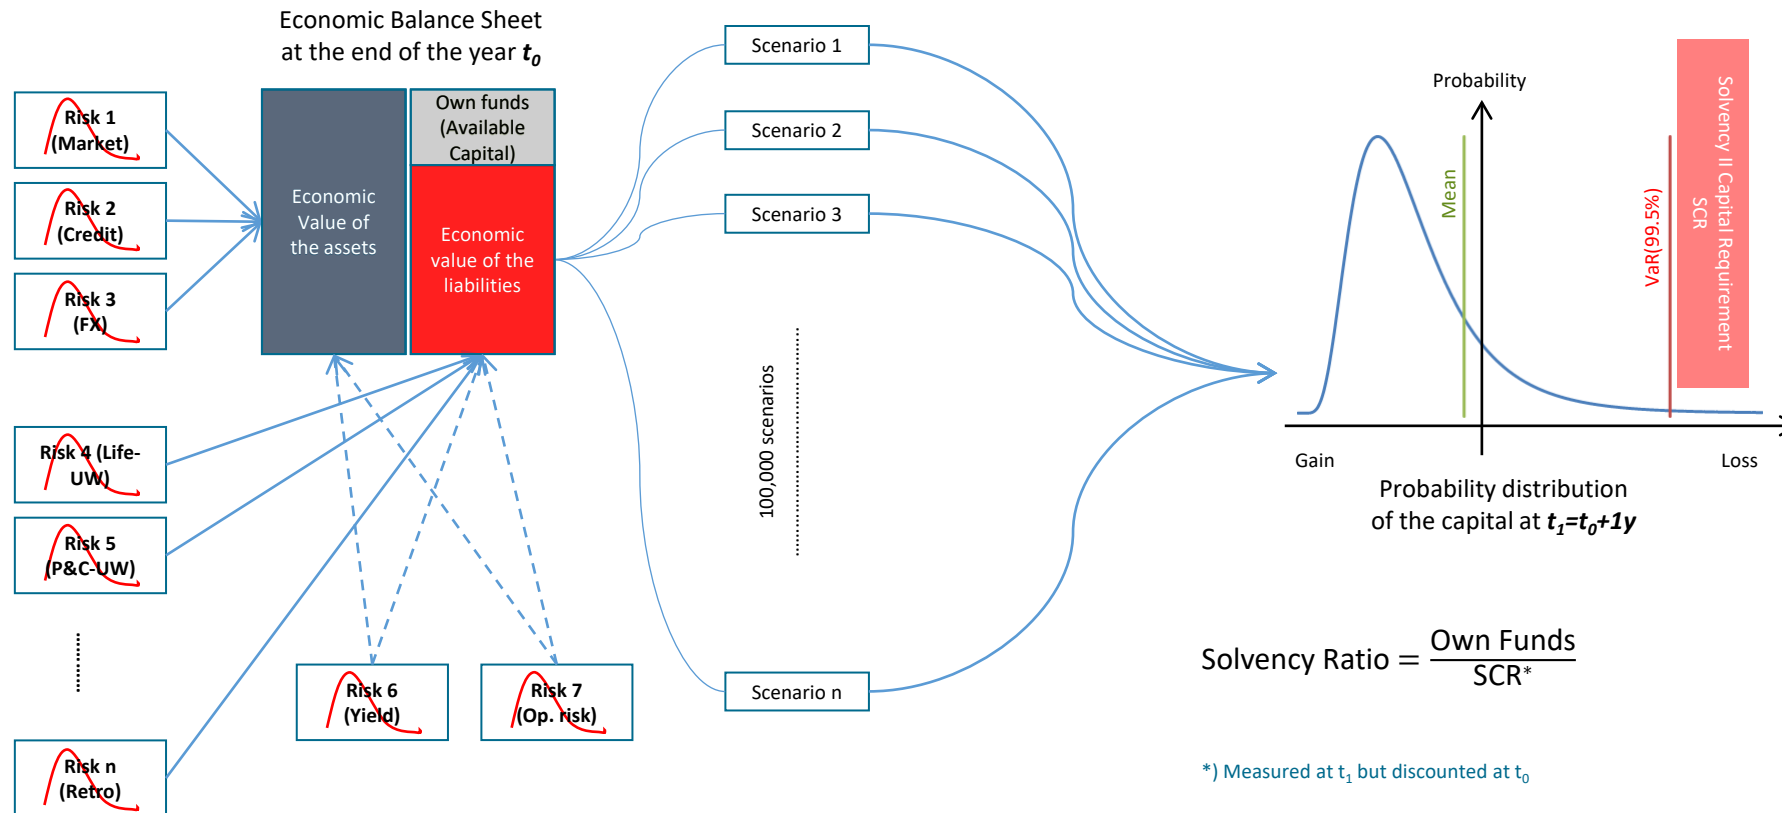 Economic Balance Sheet
at the end of the year t0
Risk 1
(Market)
Risk 2
(Credit)
Risk 3
(FX)
Risk 4 (Life-
UW)
Risk 5
(P&C-UW)
Risk n
(Retro)
Economic
Value of
the assets
Own funds
(Available
Capital)
Economic
value of the
liabilities
Risk 6
(Yield)
Risk 7
(Op. risk)
Scenario 1
Scenario 2
Scenario 3
100,000 scenarios
Scenario n
Probability
Mean
VaR(99.5%)
Solvency II Capital Requirement
SCR
Gain
Loss
Probability distribution
of the capital at t1=t0+1y
Solvency Ratio = Own Funds / SCR*
*) Measured at t1 but discounted at t0